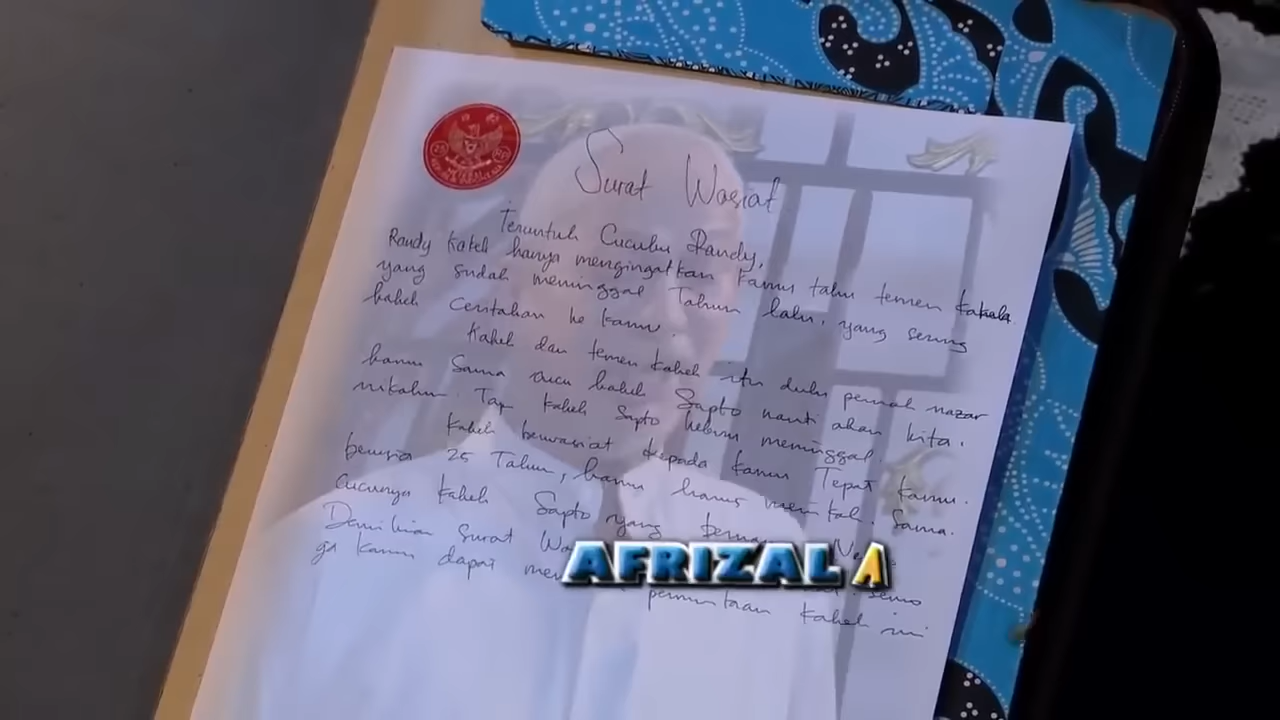 Surat Wasiat
Teruntuk Cucuku Randy,
Randy kakek hanya mengingatkan kamu tahu temen kakek
yang sudah meninggal Tahun lalu, yang sering
kakek ceritakan ke kamu.
Kakek dan temen kakek itu dulu pernah nazar
kamu Sama cucu kakek Sapto nanti akan kita
nikahin. Tapi kakek Sapto keburu meninggal
kakek berwasiat kepada kamu Tepat kamu
berusia 25 Tahun, kamu harus menikah Sama
Cucunya kakek Sapto yang
Demikian Surat
ga kamu dapat permintaan kakek ini
AFRIZAL A